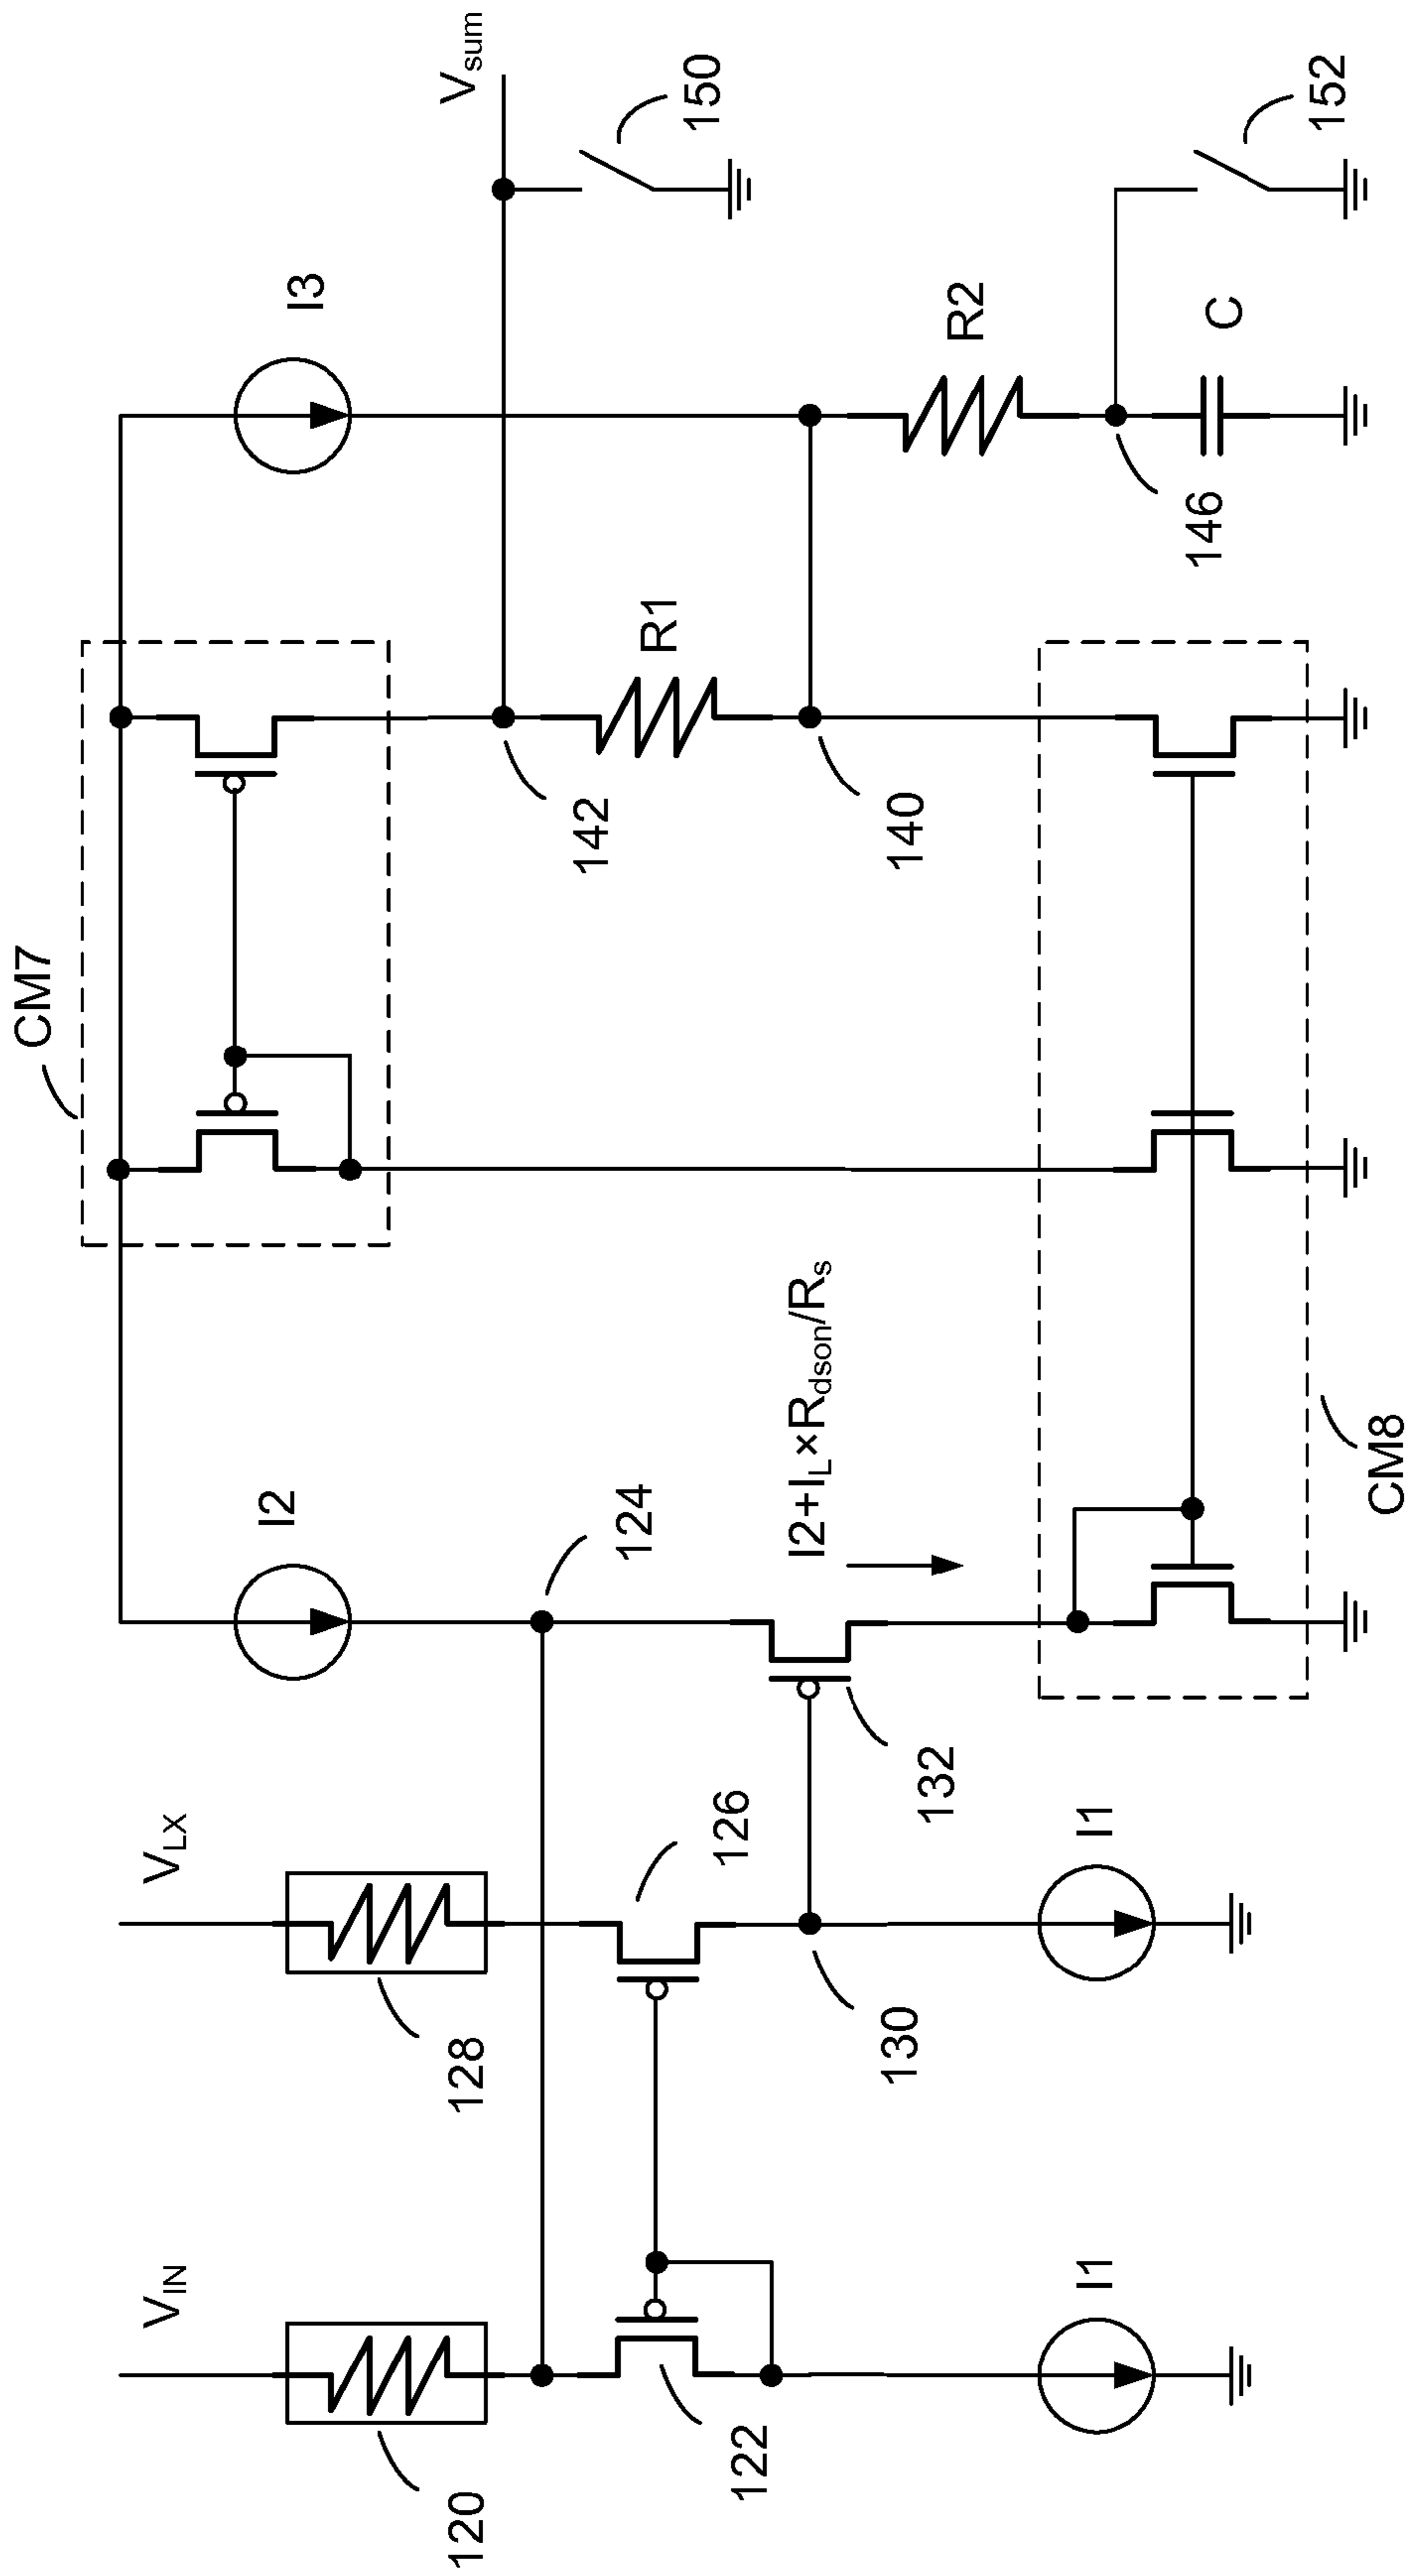 CM7
I3
V_sum
150
142
R1
140
R2
146
C
152
I2
124
I2+I_L×R_dson/R_s
132
CM8
V_IN
V_LX
120
128
122
126
130
I1
I1